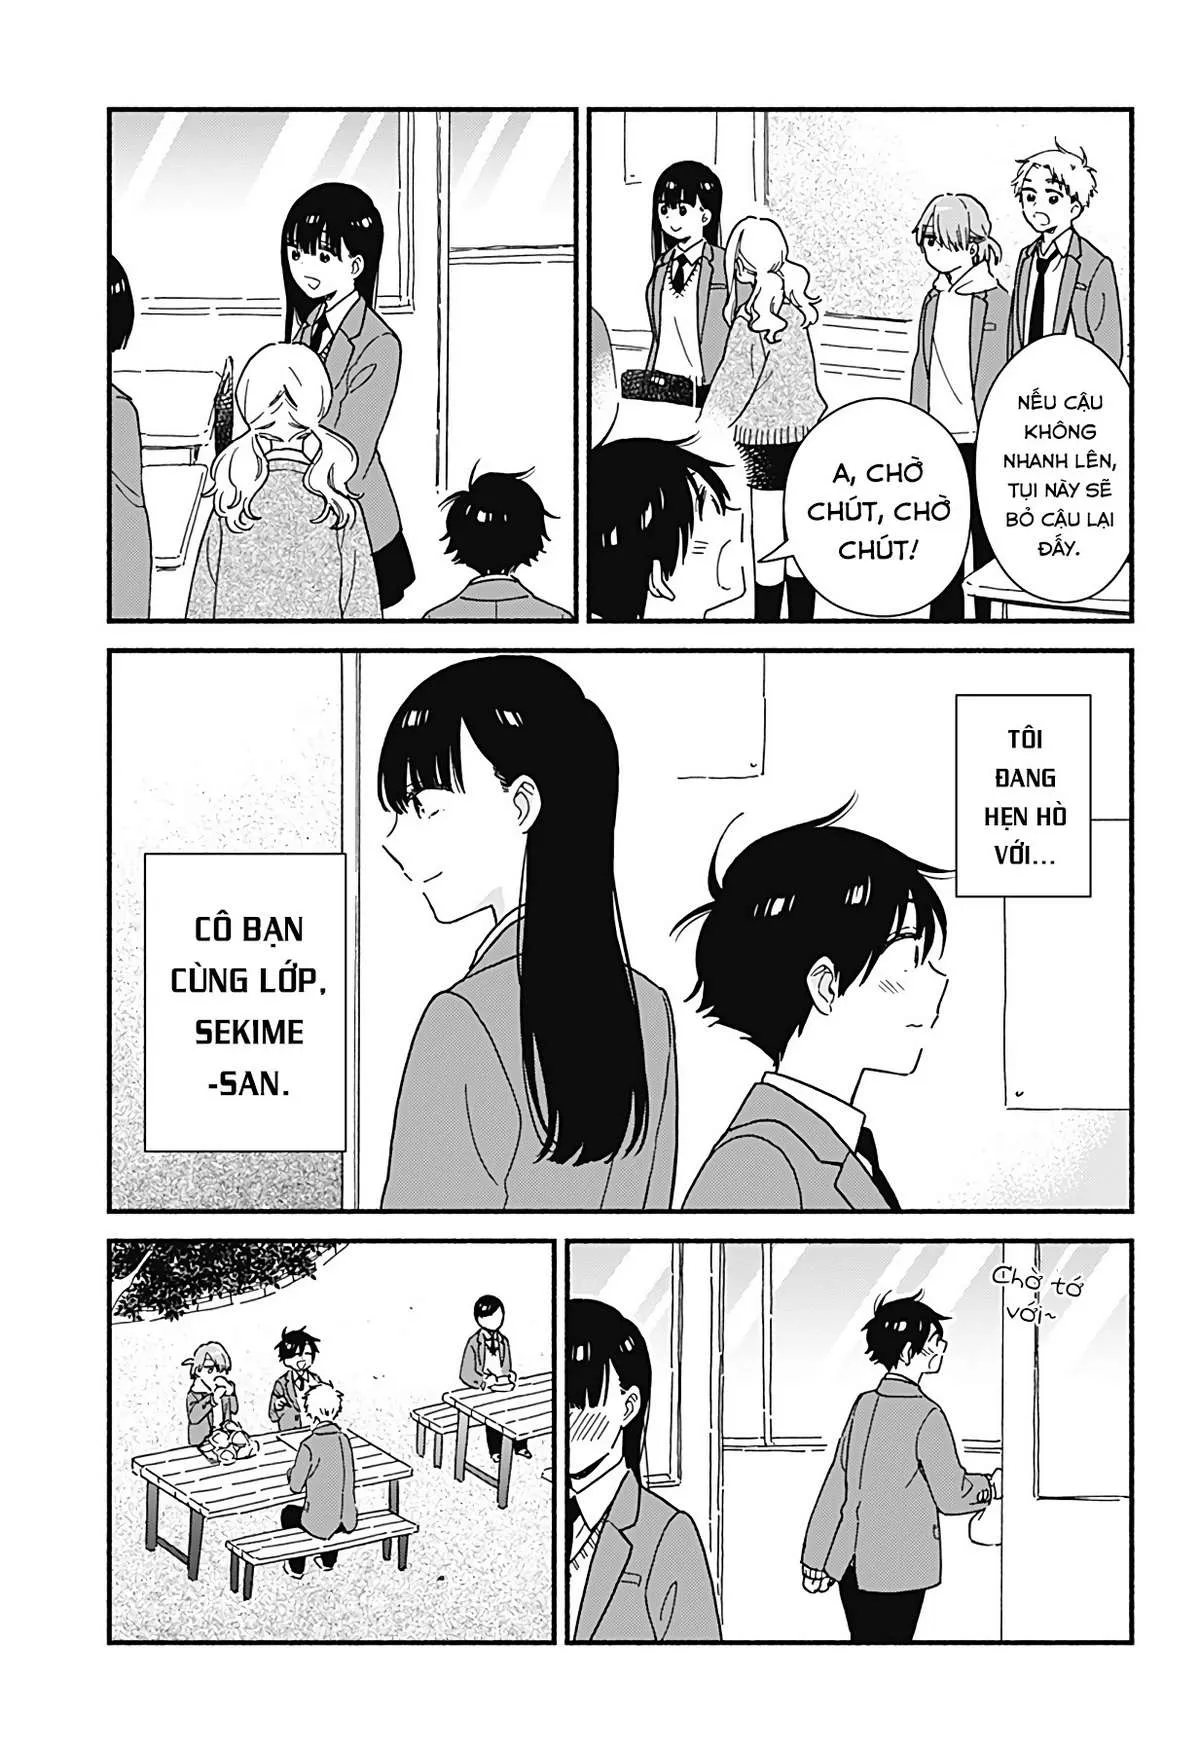 NẾU CẬU
KHÔNG
NHANH LÊN,
TỤI NÀY SẼ
BỎ CẬU LẠI
ĐẤY.
A, CHỜ
CHÚT, CHỜ
CHÚT!
TÔI
ĐANG
HẸN HÒ
VỚI...
CÔ BẠN
CÙNG LỚP,
SEKIME
-SAN.
Chờ tớ
với~